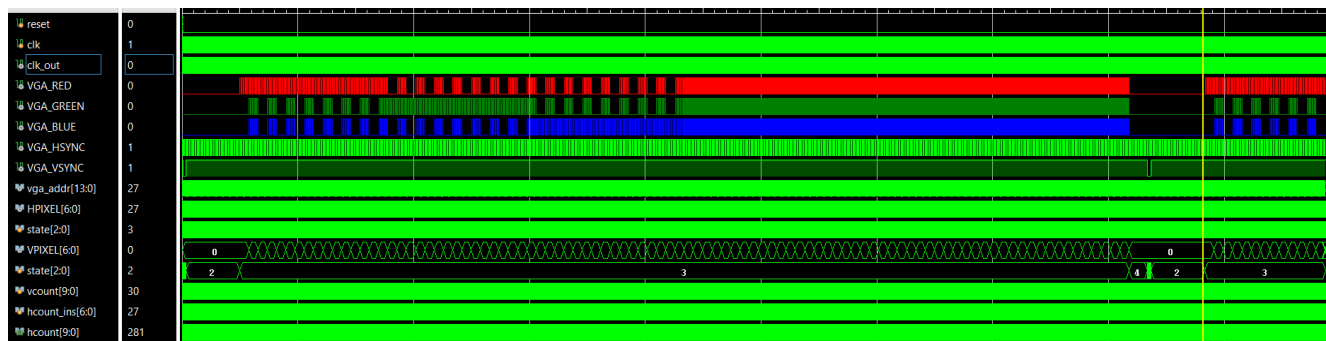 reset 0
clk 1
clk_out 0
VGA_RED 0
VGA_GREEN 0
VGA_BLUE 0
VGA_HSYNC 1
VGA_VSYNC 1
vga_addr[13:0] 27
HPIXEL[6:0] 27
state[2:0] 3
VPIXEL[6:0] 0 0 0
state[2:0] 2 2 3 4 2 3
vcount[9:0] 30
hcount_ins[6:0] 27
hcount[9:0] 281